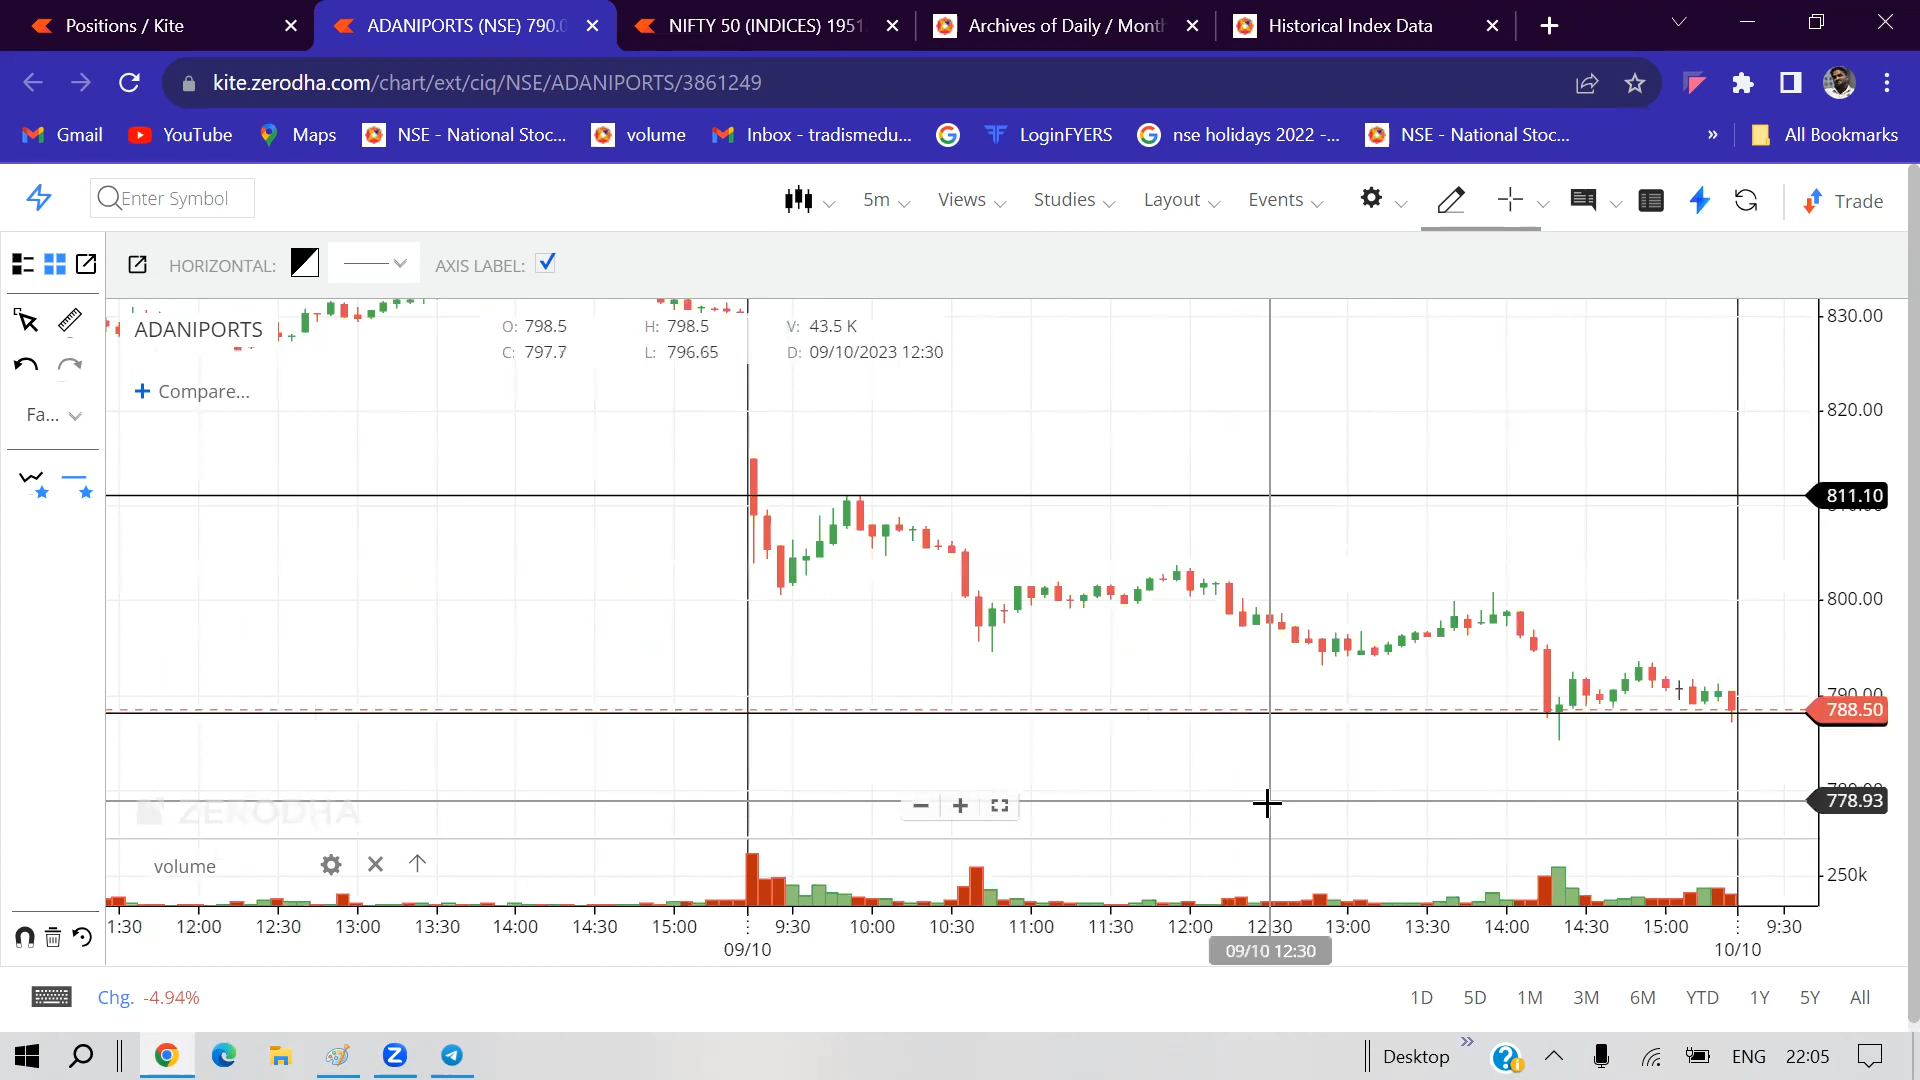 Positions / Kite
ADANIPORTS (NSE) 790.0
NIFTY 50 (INDICES) 1951
Archives of Daily / Month
Historical Index Data
kite.zerodha.com/chart/ext/ciq/NSE/ADANIPORTS/3861249
Gmail
YouTube
Maps
NSE - National Stoc...
volume
Inbox - tradismedu...
LoginFYERS
nse holidays 2022 -...
NSE - National Stoc...
»
All Bookmarks
Enter Symbol
5m
Views
Studies
Layout
Events
Trade
HORIZONTAL:
AXIS LABEL:
ADANIPORTS
O: 798.5
H: 798.5
V: 43.5 K
C: 797.7
L: 796.65
D: 09/10/2023 12:30
+ Compare...
Fa...
830.00
820.00
811.10
800.00
790.00
788.50
778.93
ZERODHA
volume
250k
1:30
12:00
12:30
13:00
13:30
14:00
14:30
15:00
9:30
10:00
10:30
11:00
11:30
12:00
12:30
13:00
13:30
14:00
14:30
15:00
9:30
09/10
09/10 12:30
10/10
Chg. -4.94%
1D
5D
1M
3M
6M
YTD
1Y
5Y
All
Desktop
»
ENG
22:05